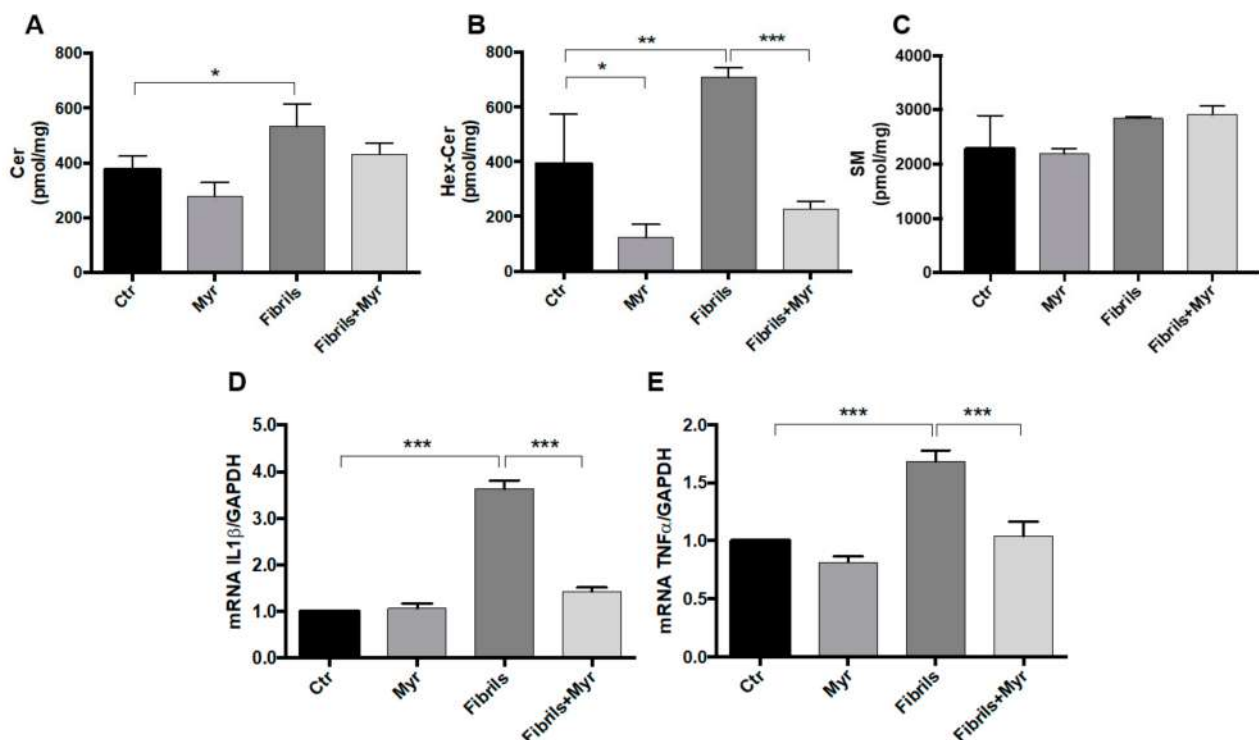 A
Cer
(pmol/mg)
800
600
400
200
0
*
Ctr
Myr
Fibrils
Fibrils+Myr
B
Hex-Cer
(pmol/mg)
800
600
400
200
0
**
***
*
Ctr
Myr
Fibrils
Fibrils+Myr
C
SM
(pmol/mg)
4000
3000
2000
1000
0
Ctr
Myr
Fibrils
Fibrils+Myr
D
mRNA IL1β/GAPDH
5.0
4.0
3.0
2.0
1.0
0.0
***
***
Ctr
Myr
Fibrils
Fibrils+Myr
E
mRNA TNFα/GAPDH
2.0
1.5
1.0
0.5
0.0
***
***
Ctr
Myr
Fibrils
Fibrils+Myr